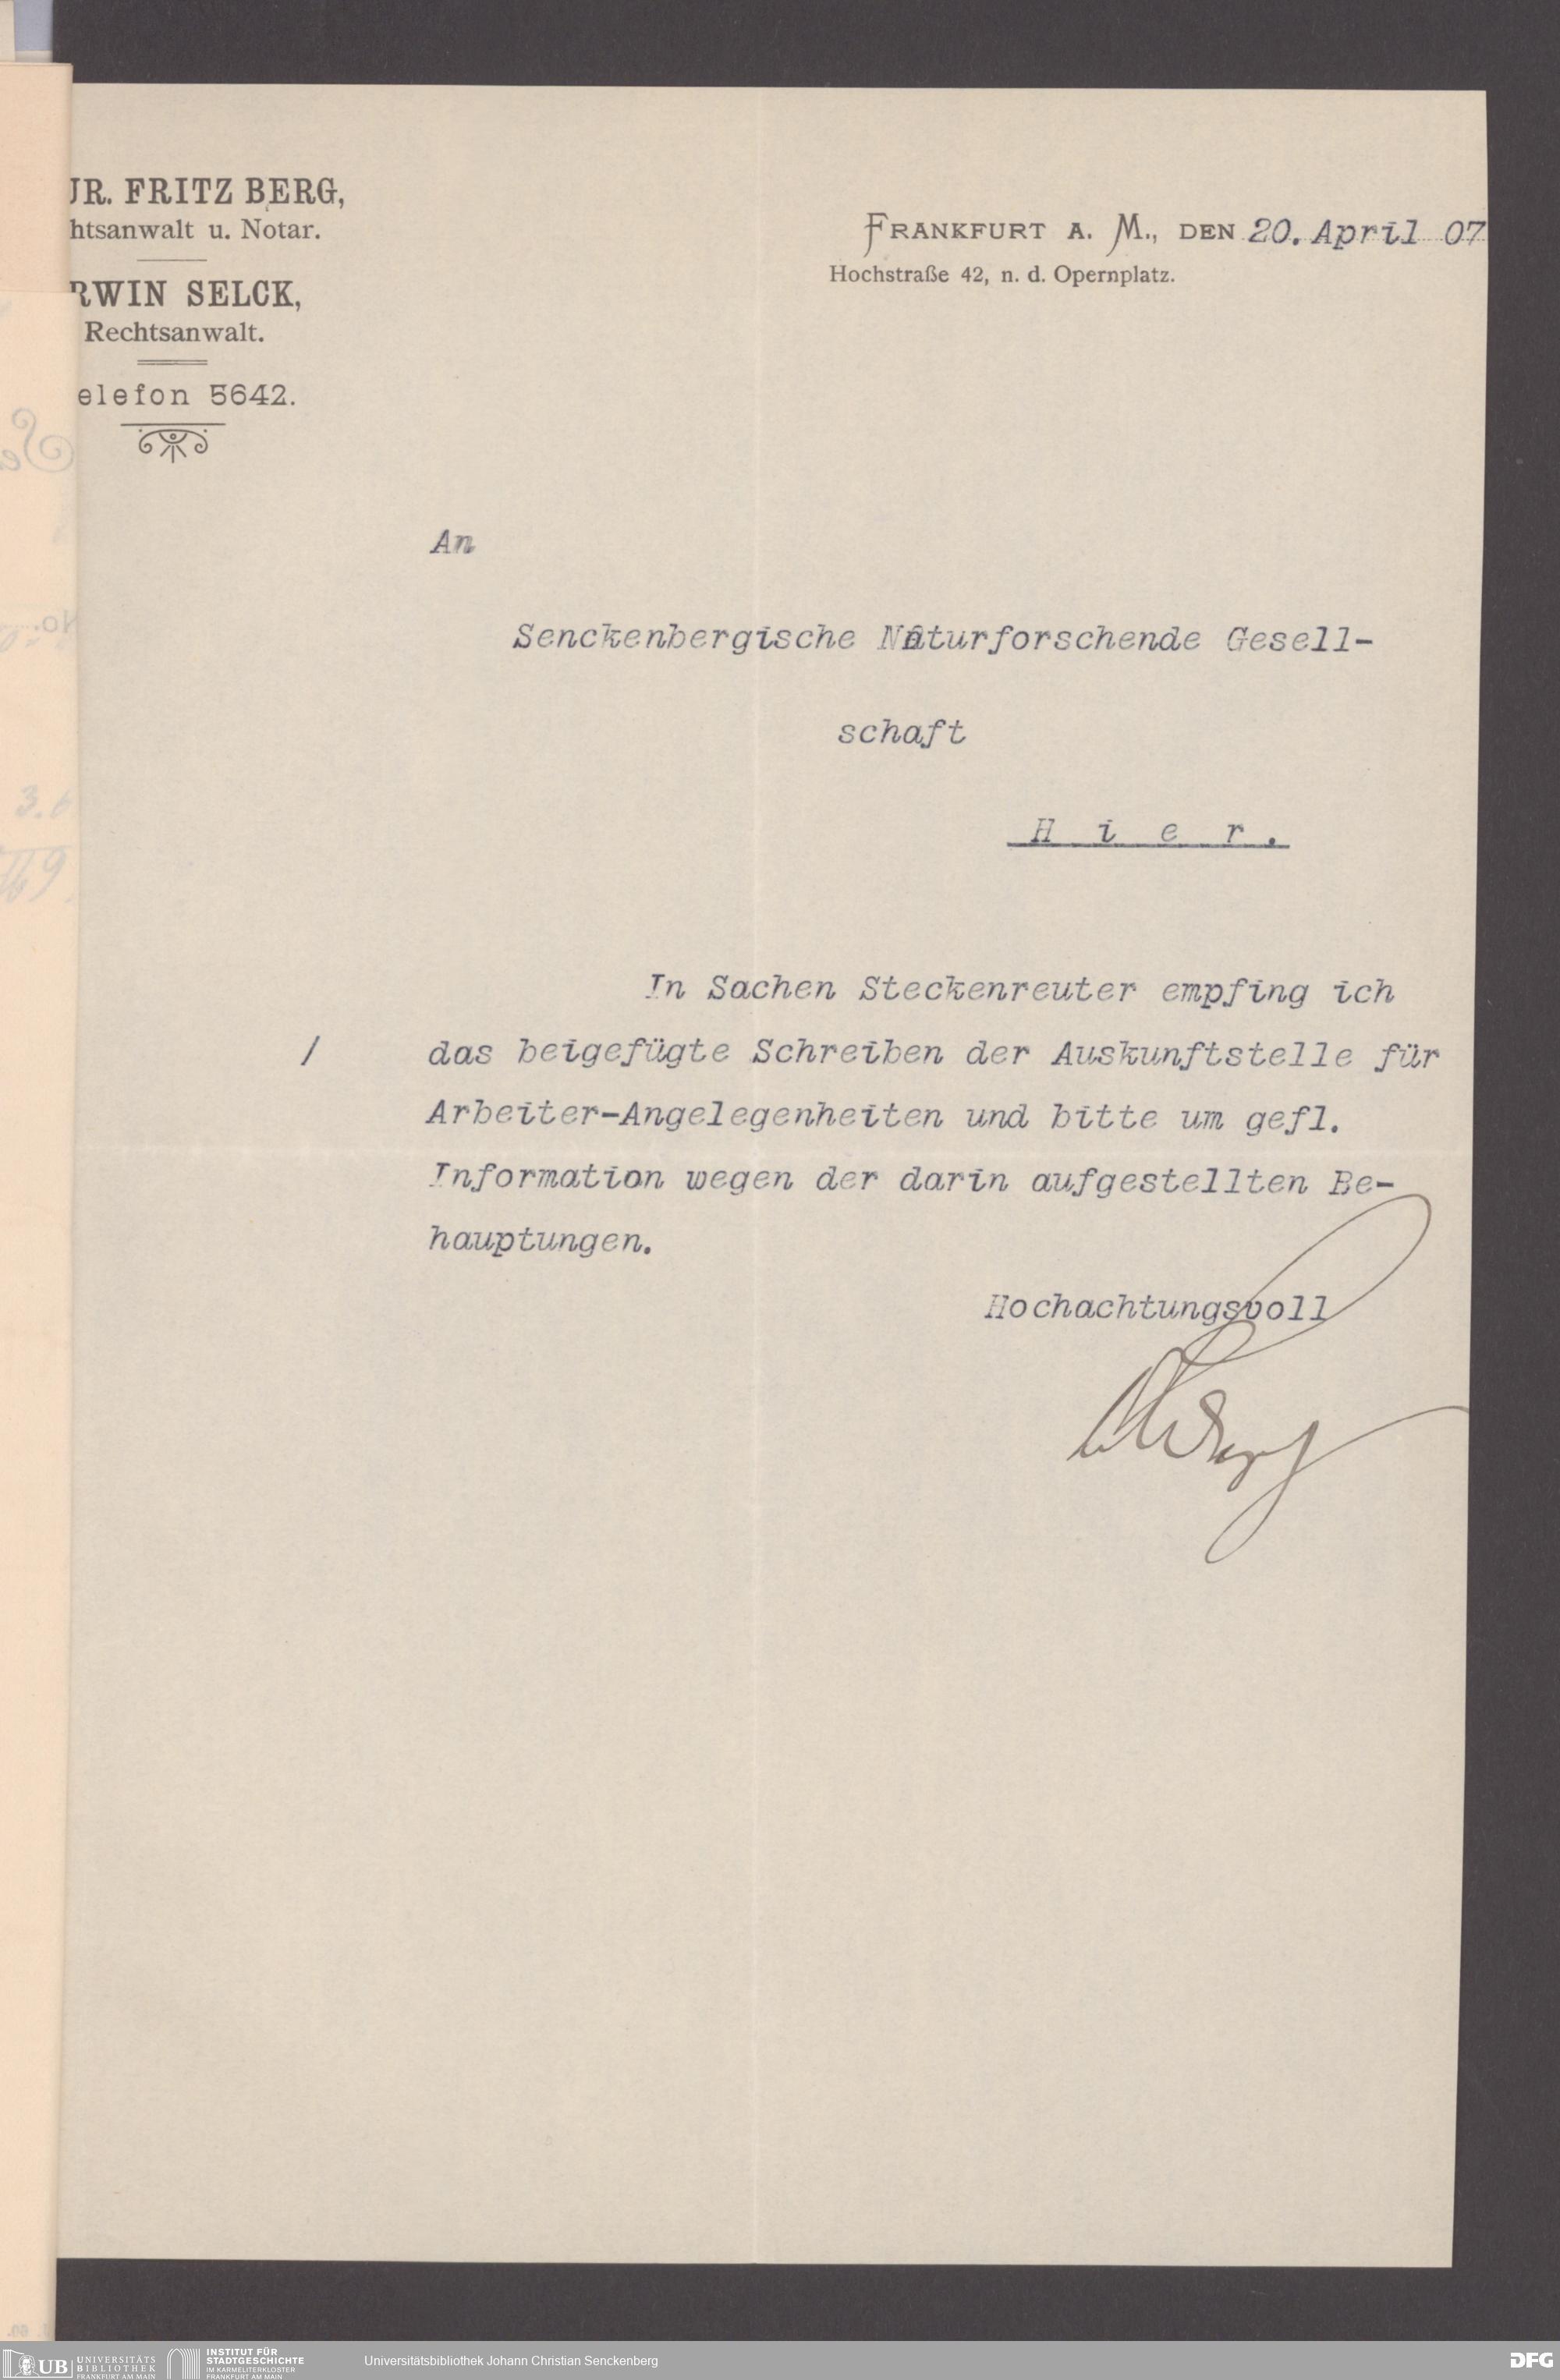 JR. FRITZ BERG,
htsanwalt u. Notar.
RWIN SELCK,
Rechtsanwalt.
elefon 5642.
FRANKFURT A. M., DEN 20. April 07
Hochstraße 42, n. d. Opernplatz.
An
Senckenbergische Naturforschende Gesell-
schaft
H i e r .
In Sachen Steckenreuter empfing ich
/ das beigefügte Schreiben der Auskunftstelle für
Arbeiter-Angelegenheiten und bitte um gefl.
Information wegen der darin aufgestellten Be-
hauptungen.
Hochachtungsvoll
UB UNIVERSITÄTS
BIBLIOTHEK
FRANKFURT AM MAIN
INSTITUT FÜR
STADTGESCHICHTE
IM KARMELITERKLOSTER
FRANKFURT AM MAIN
Universitätsbibliothek Johann Christian Senckenberg
DFG